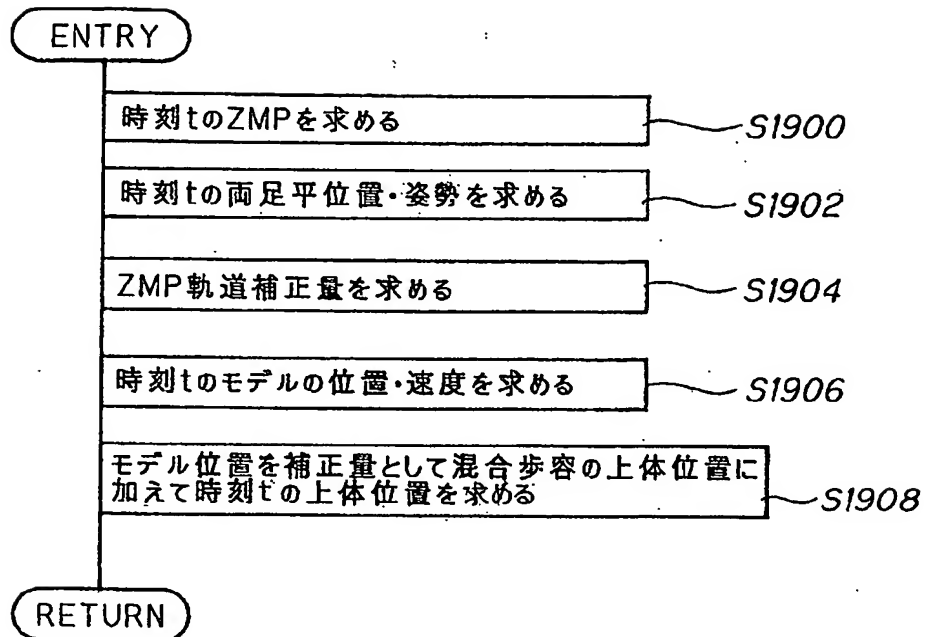 ENTRY
時刻tのZMPを求める
S1900
時刻tの両足平位置・姿勢を求める
S1902
ZMP軌道補正量を求める
S1904
時刻tのモデルの位置・速度を求める
S1906
モデル位置を補正量として混合歩容の上体位置に
加えて時刻tの上体位置を求める
S1908
RETURN